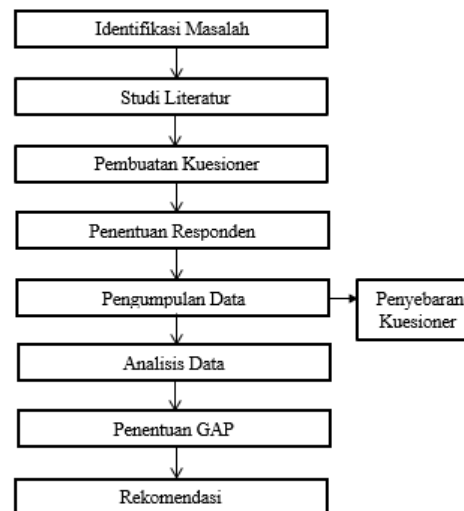 Identifikasi Masalah
Studi Literatur
Pembuatan Kuesioner
Penentuan Responden
Pengumpulan Data
Penyebaran
Kuesioner
Analisis Data
Penentuan GAP
Rekomendasi